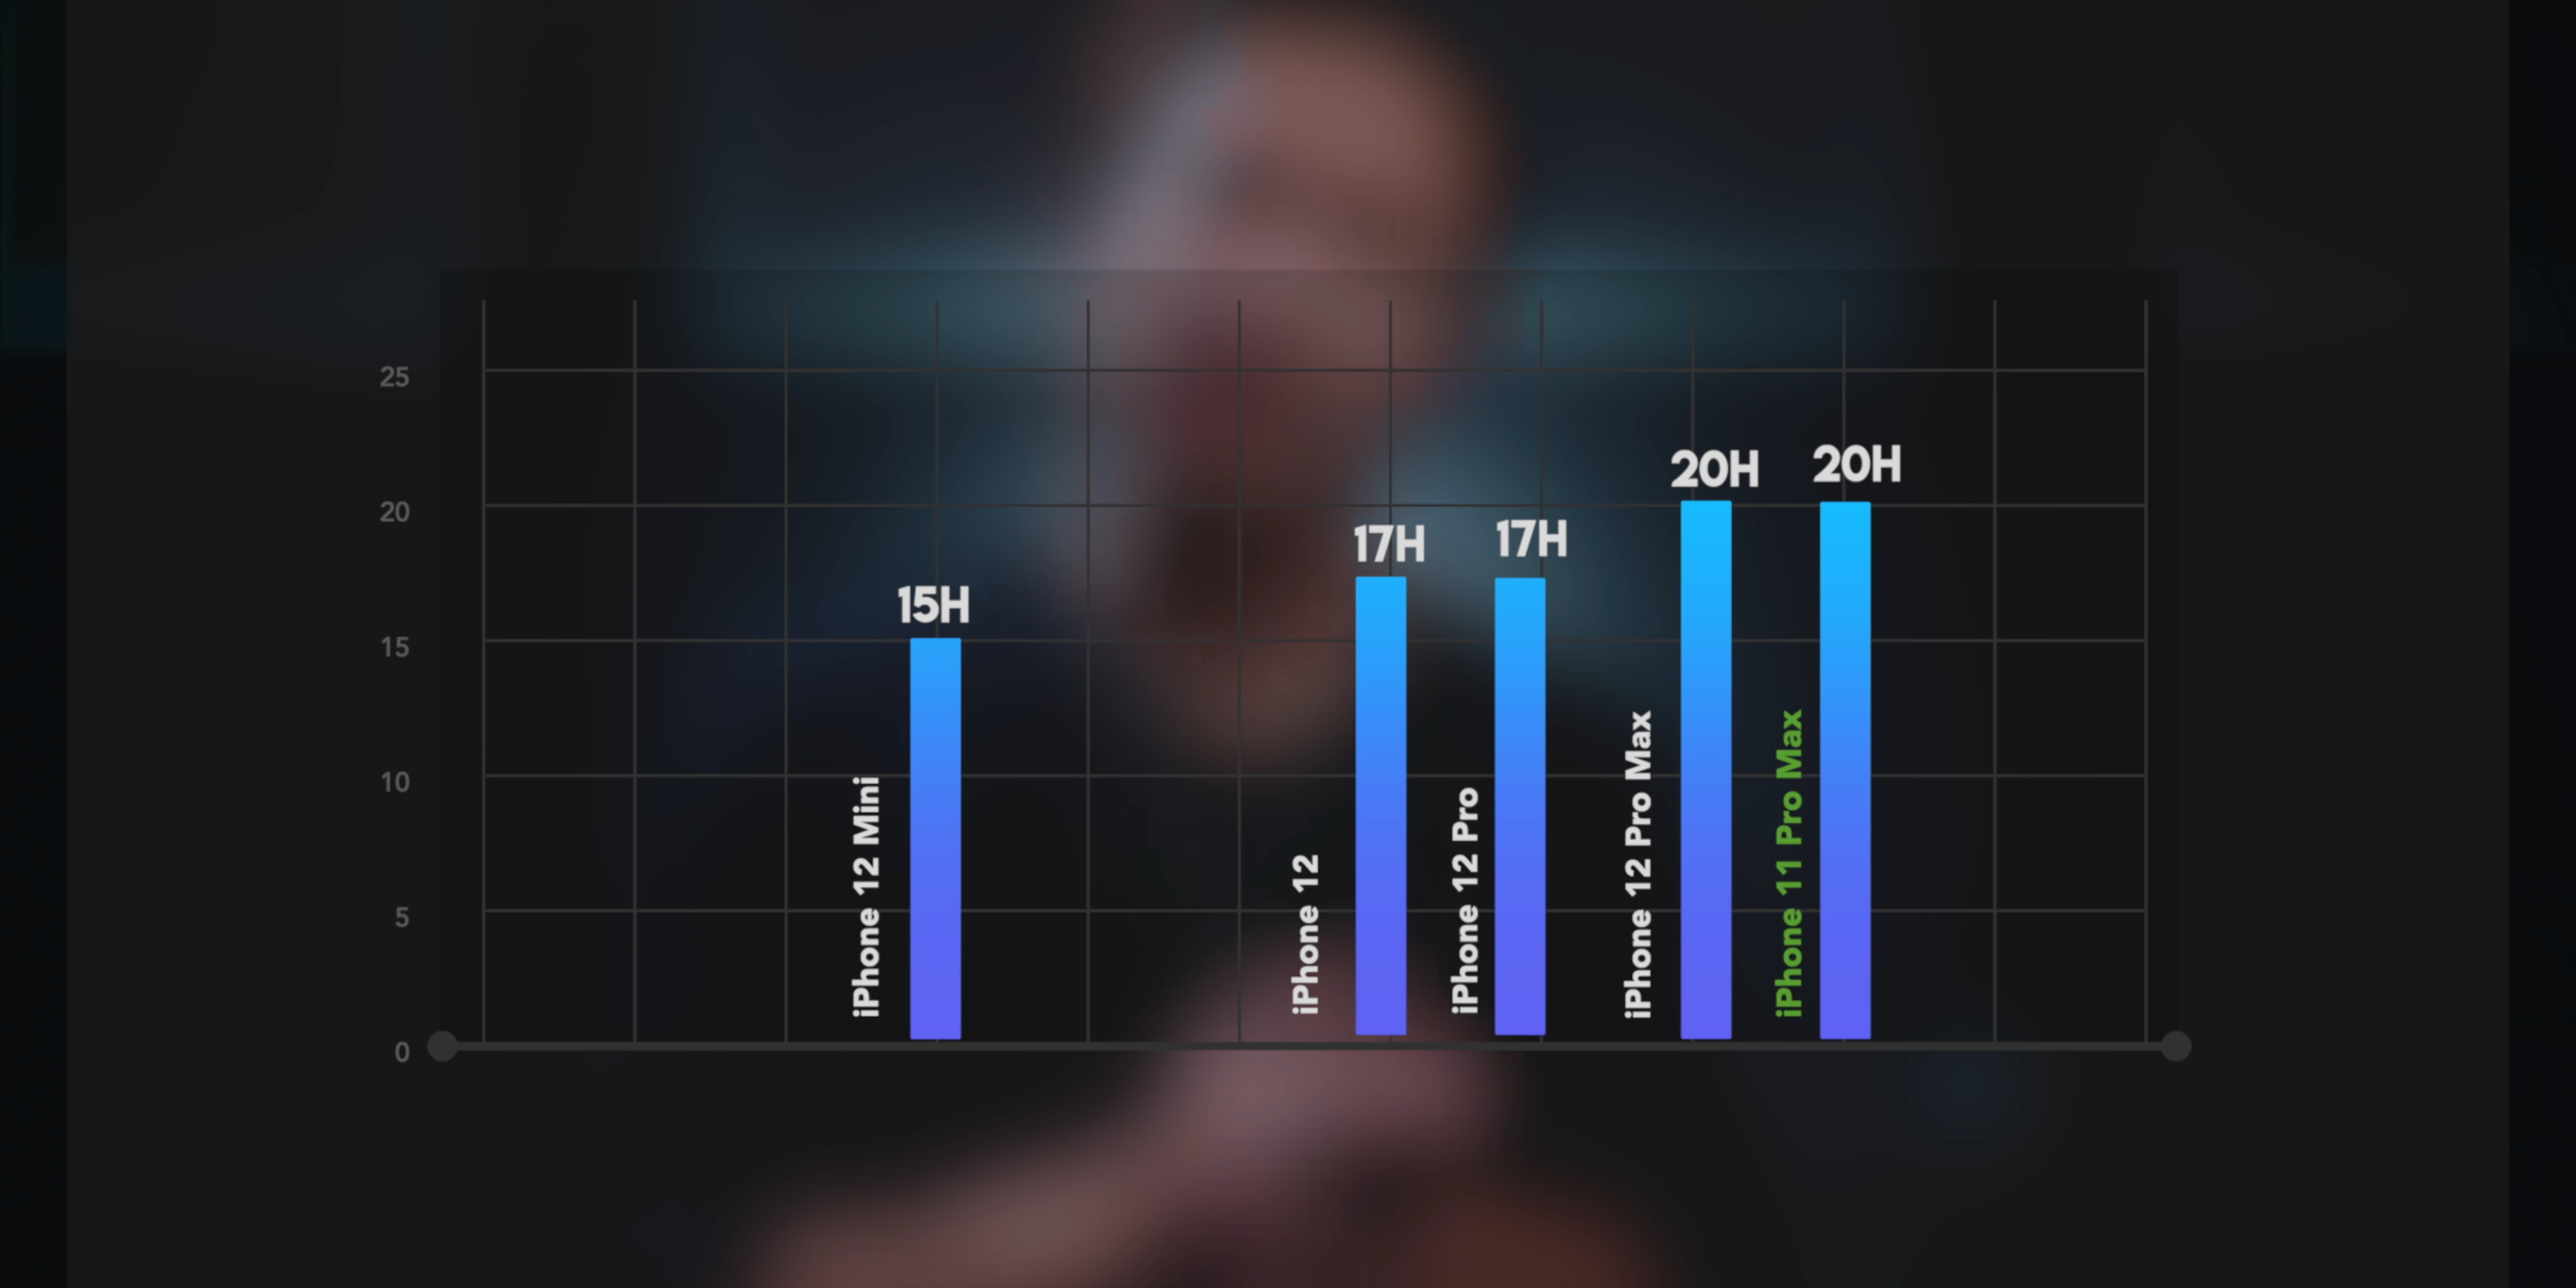 25
20
15
10
5
0
15H
17H
17H
20H
20H
iPhone 12 Mini
iPhone 12
iPhone 12 Pro
iPhone 12 Pro Max
iPhone 11 Pro Max